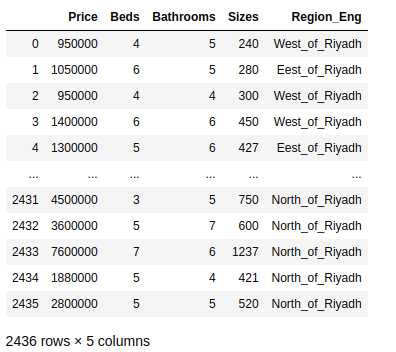 Price Beds Bathrooms Sizes Region_Eng
0 950000 4 5 240 West_of_Riyadh
1 1050000 6 5 280 Eest_of_Riyadh
2 950000 4 4 300 West_of_Riyadh
3 1400000 6 6 450 West_of_Riyadh
4 1300000 5 6 427 Eest_of_Riyadh
... ... ... ... ... ...
2431 4500000 3 5 750 North_of_Riyadh
2432 3600000 5 7 600 North_of_Riyadh
2433 7600000 7 6 1237 North_of_Riyadh
2434 1880000 5 4 421 North_of_Riyadh
2435 2800000 5 5 520 North_of_Riyadh
2436 rows × 5 columns